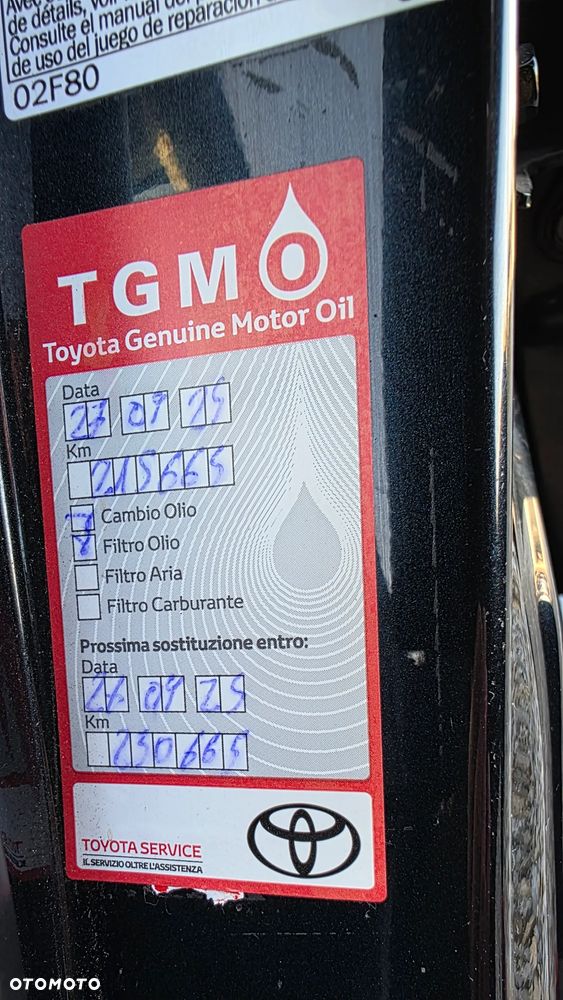 de détails, voir
Consulte el manual del
de uso del juego de reparación
02F80
TGMO
Toyota Genuine Motor Oil
Data
27 09
Km
215665
Cambio Olio
Filtro Olio
Filtro Aria
Filtro Carburante
Prossima sostituzione entro:
Data
27 09 25
Km
230665
TOYOTA SERVICE
IL SERVIZIO OLTRE L'ASSISTENZA
OTOMOTO